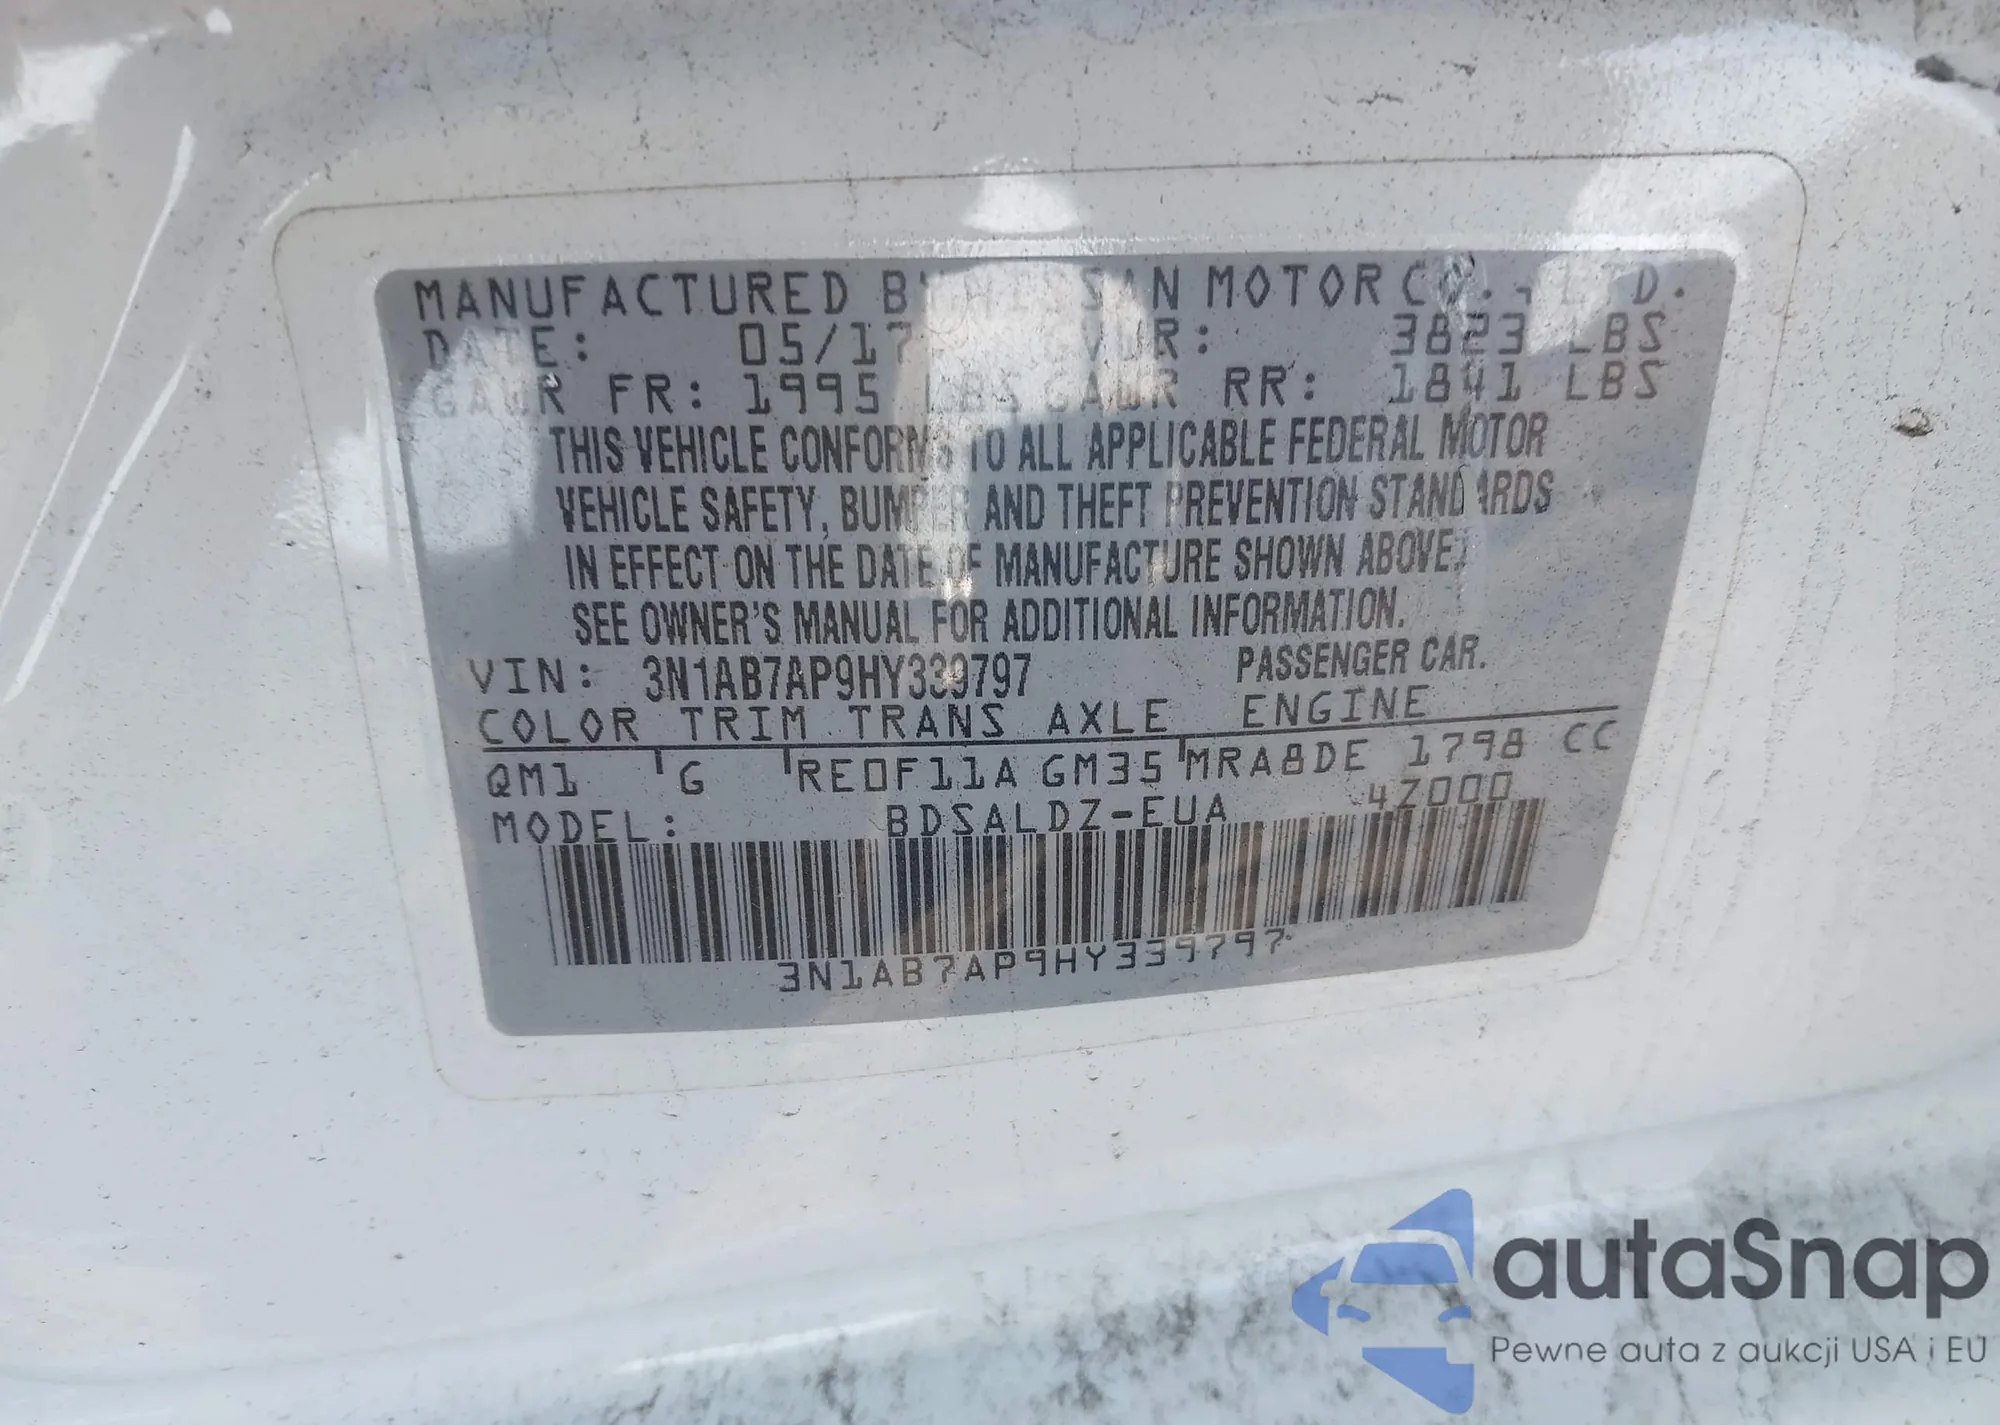 MANUFACTURED BY NISSAN MOTOR CO., LTD.
DATE: 05/17 GVWR: 3823 LBS
GAWR FR: 1995 LBS GAWR RR: 1841 LBS
THIS VEHICLE CONFORMS TO ALL APPLICABLE FEDERAL MOTOR
VEHICLE SAFETY, BUMPER AND THEFT PREVENTION STANDARDS
IN EFFECT ON THE DATE OF MANUFACTURE SHOWN ABOVE.
SEE OWNER'S MANUAL FOR ADDITIONAL INFORMATION.
VIN: 3N1AB7AP9HY339797 PASSENGER CAR.
COLOR TRIM TRANS AXLE ENGINE
QM1 G RE0F11A GM35 MRA8DE 1798 CC
MODEL: BDSALDZ-EUA 4Z000
3N1AB7AP9HY339797
autaSnap
Pewne auta z aukcji USA i EU